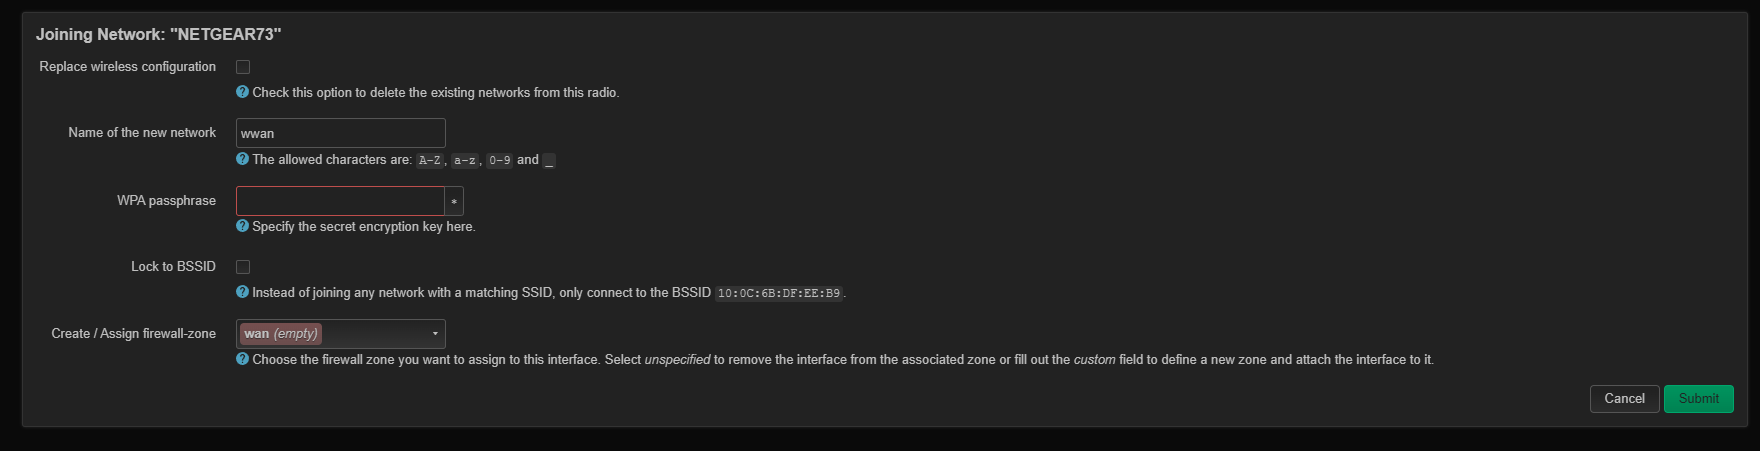 Joining Network: "NETGEAR73"
Replace wireless configuration
? Check this option to delete the existing networks from this radio.
Name of the new network wwan
? The allowed characters are: A-Z, a-z, 0-9 and _
WPA passphrase *
? Specify the secret encryption key here.
Lock to BSSID
? Instead of joining any network with a matching SSID, only connect to the BSSID 10:0C:6B:DF:EE:B9.
Create / Assign firewall-zone wan (empty)
? Choose the firewall zone you want to assign to this interface. Select unspecified to remove the interface from the associated zone or fill out the custom field to define a new zone and attach the interface to it.
Cancel Submit